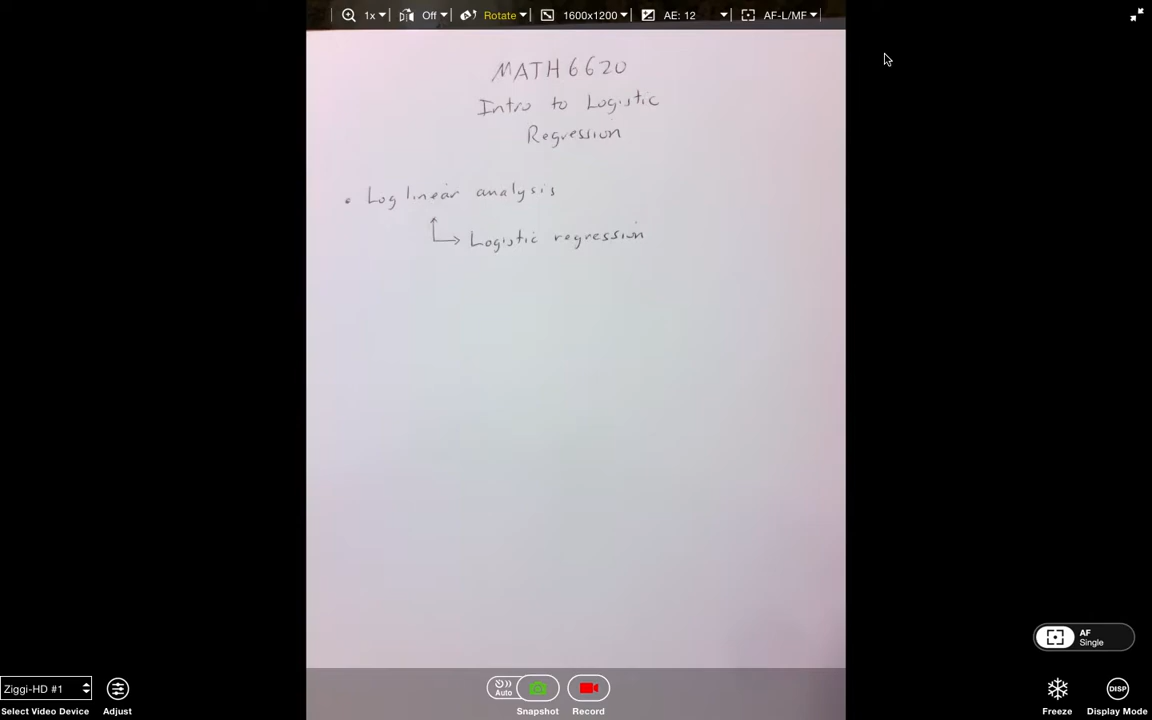 1x
Off
Rotate
1600x1200
AE: 12
AF-L/MF
MATH 6620
Intro to Logistic
Regression
• Log linear analysis
Logistic regression
AF
Single
Ziggi-HD #1
Select Video Device
Adjust
Auto
Snapshot
Record
Freeze
DISP
Display Mode